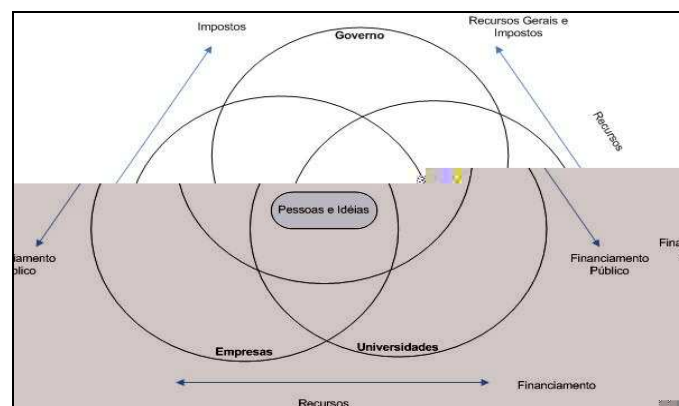 Impostos
Governo
Recursos Gerais e
Impostos
Recursos
Pessoas e Idéias
Financiamento
Público
Empresas
Universidades
Financiamento
Recursos